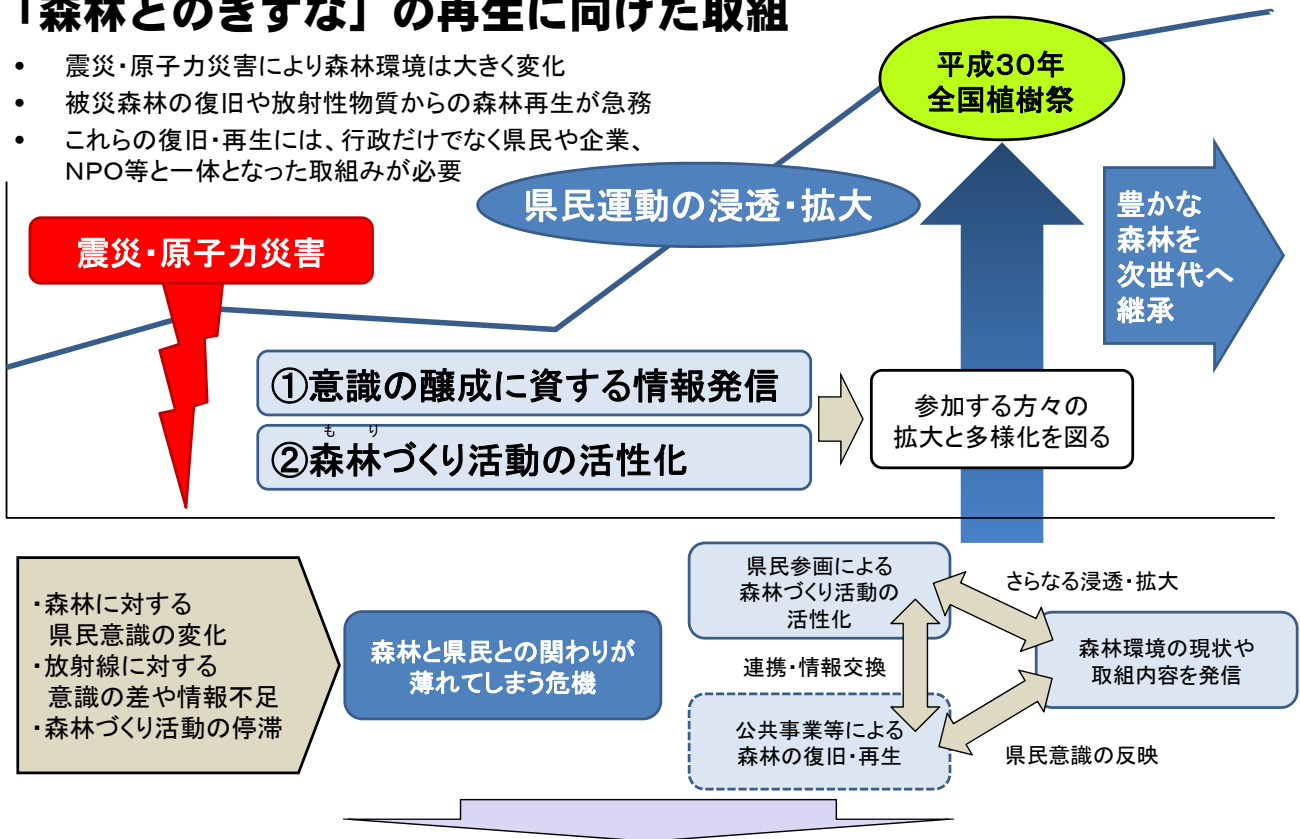 「森林とのきずな」の再生に向けた取組
• 震災・原子力災害により森林環境は大きく変化
• 被災森林の復旧や放射性物質からの森林再生が急務
• これらの復旧・再生には、行政だけでなく県民や企業、
NPO等と一体となった取組みが必要
平成30年
全国植樹祭
県民運動の浸透・拡大
豊かな
森林を
次世代へ
継承
震災・原子力災害
①意識の醸成に資する情報発信
もり
②森林づくり活動の活性化
参加する方々の
拡大と多様化を図る
・森林に対する
県民意識の変化
・放射線に対する
意識の差や情報不足
・森林づくり活動の停滞
森林と県民との関わりが
薄れてしまう危機
県民参画による
森林づくり活動の
活性化
さらなる浸透・拡大
森林環境の現状や
取組内容を発信
連携・情報交換
公共事業等による
森林の復旧・再生
県民意識の反映